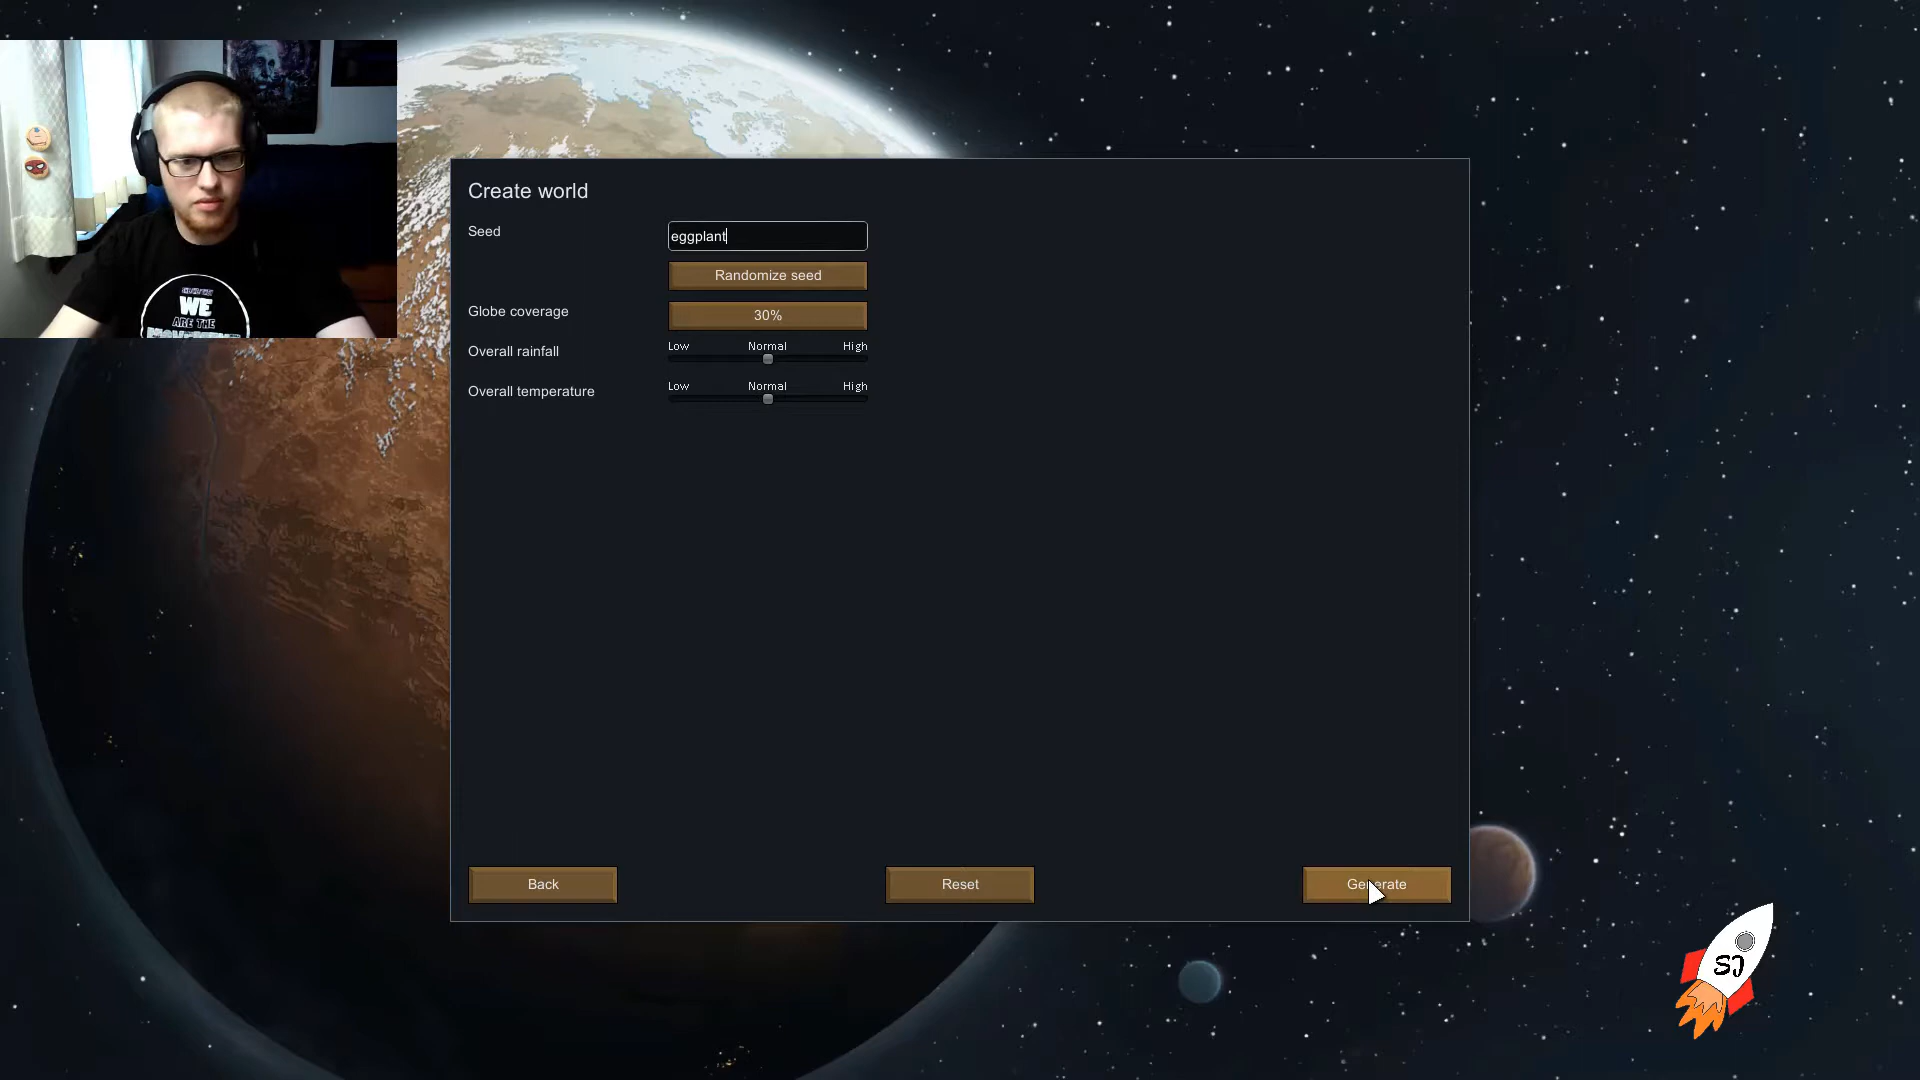 Create world
Seed
eggplant
Randomize seed
Globe coverage
30%
Overall rainfall
Low Normal High
Overall temperature
Low Normal High
Back
Reset
Generate
WE
ARE THE
SJ